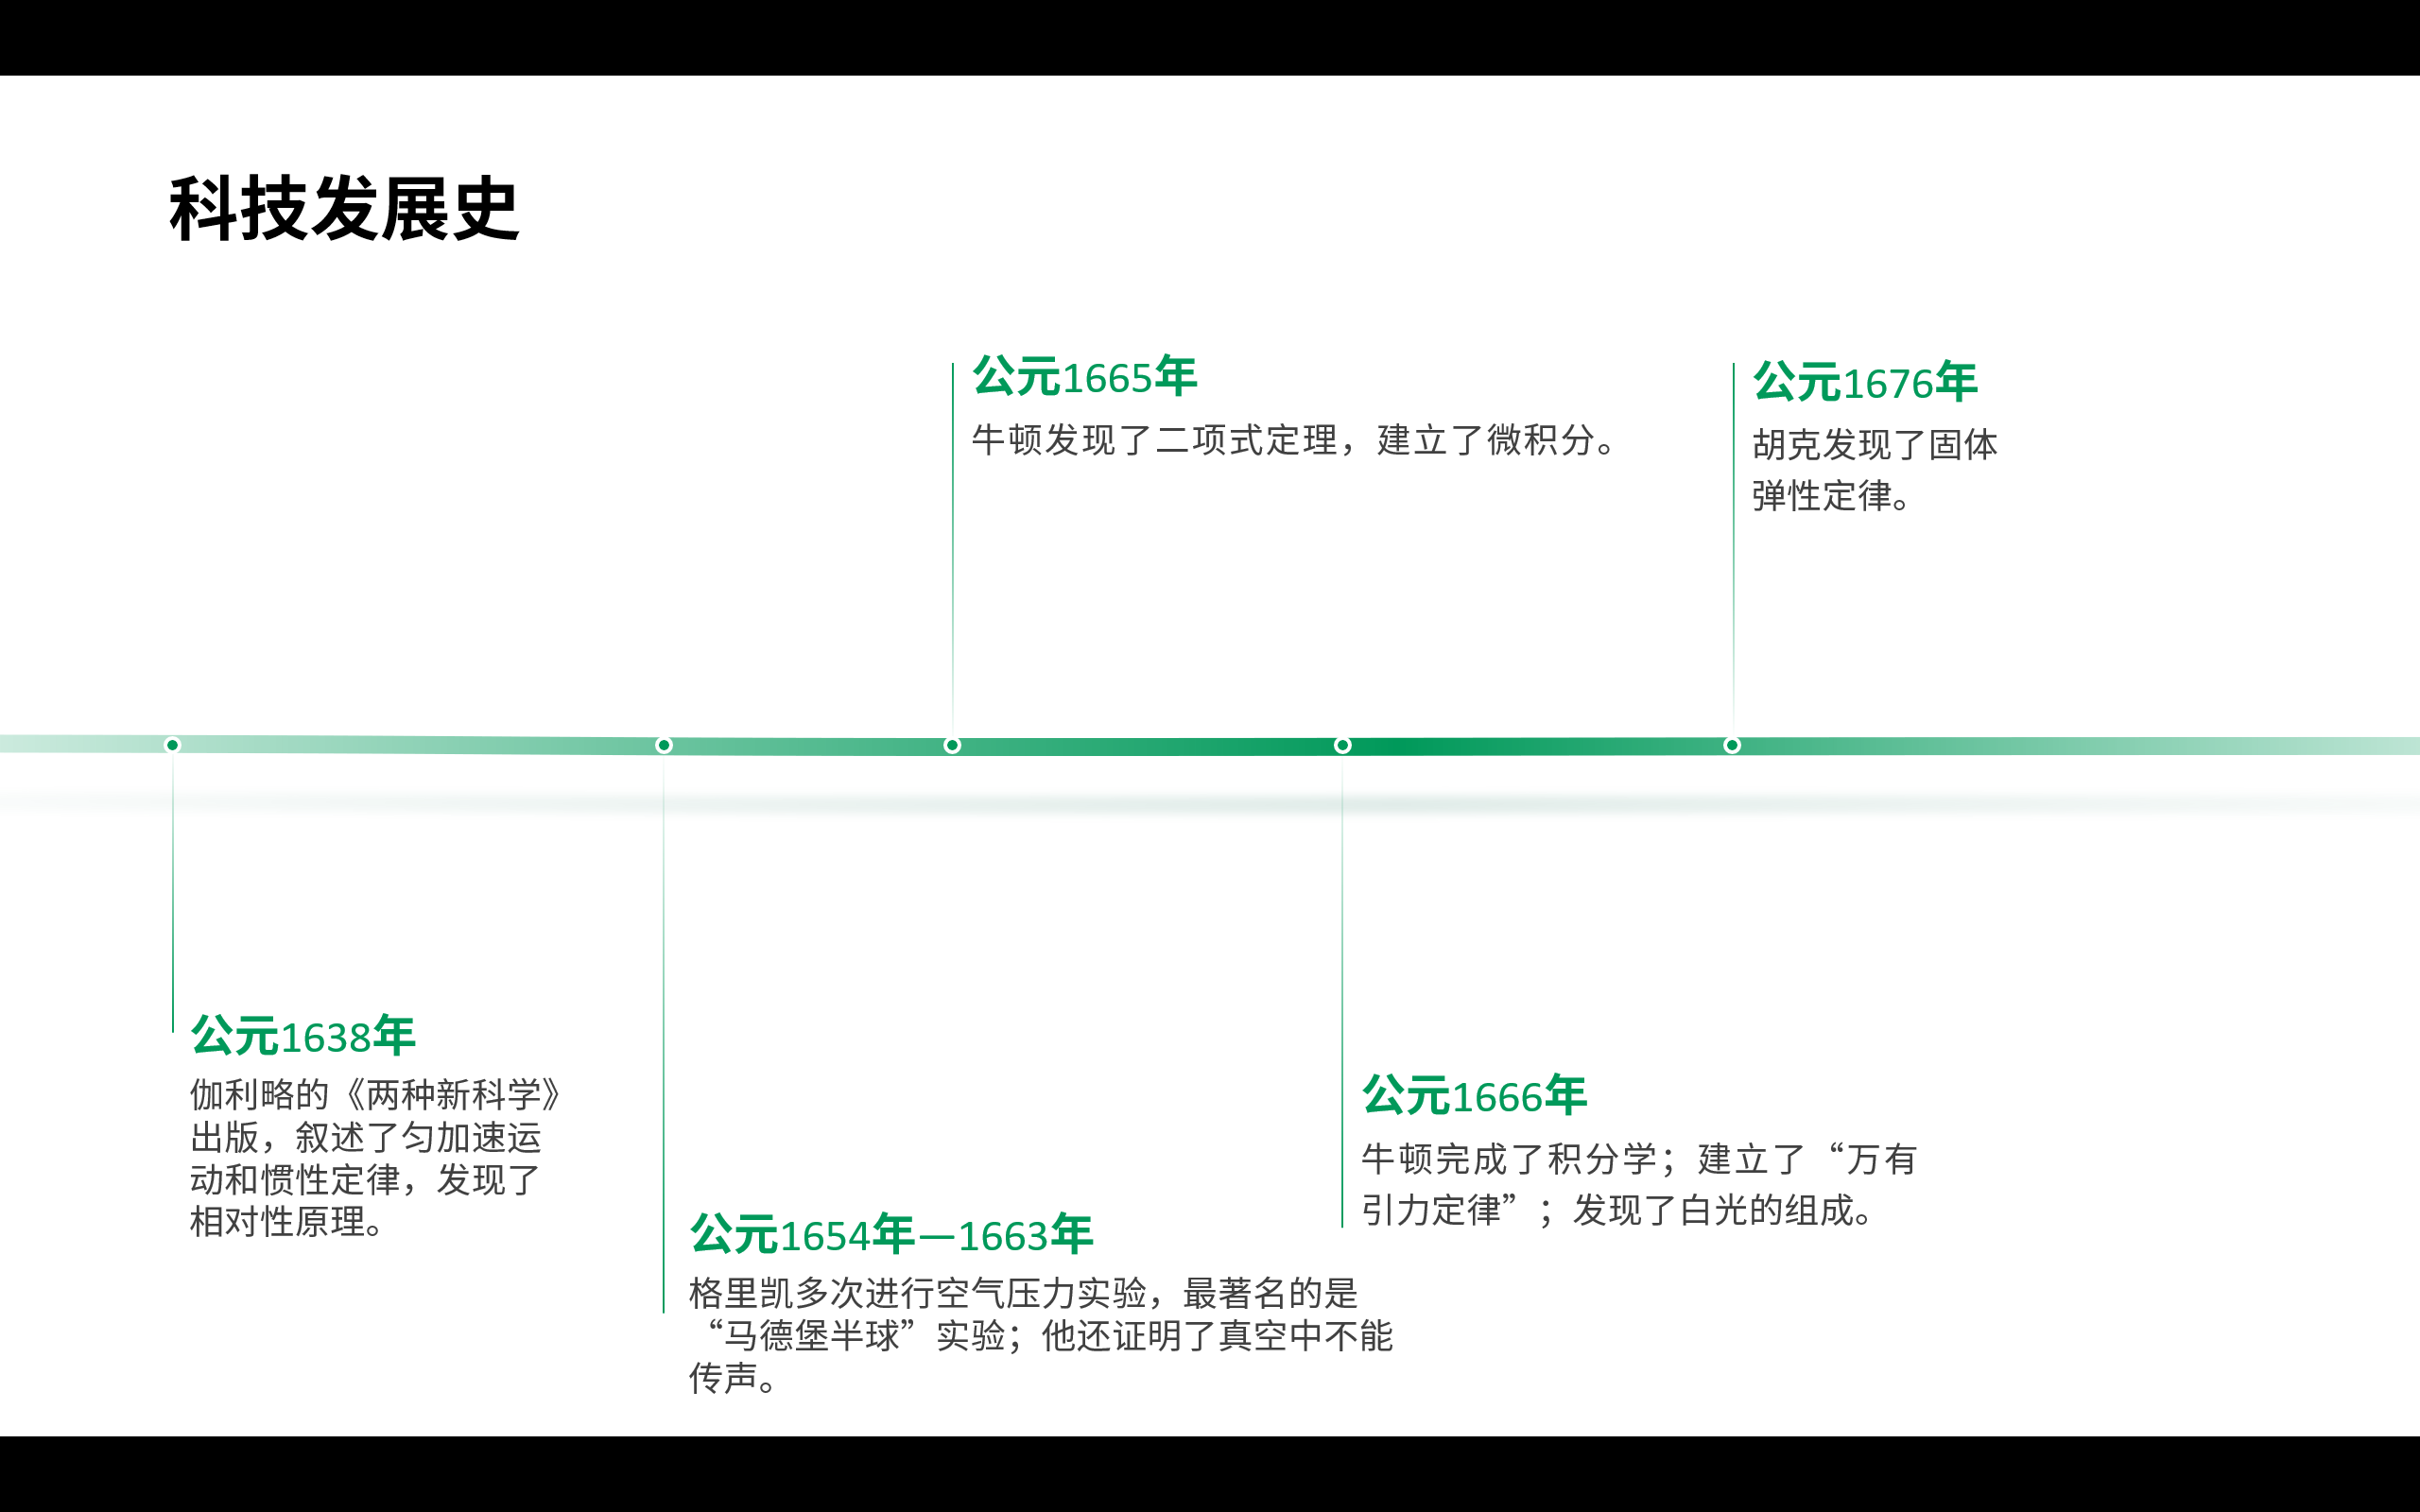 科技发展史
公元1665年
牛顿发现了二项式定理，建立了微积分。
公元1676年
胡克发现了固体
弹性定律。
公元1638年
伽利略的《两种新科学》
出版，叙述了匀加速运
动和惯性定律，发现了
相对性原理。
公元1654年—1663年
格里凯多次进行空气压力实验，最著名的是
“马德堡半球”实验；他还证明了真空中不能
传声。
公元1666年
牛顿完成了积分学；建立了“万有
引力定律”；发现了白光的组成。